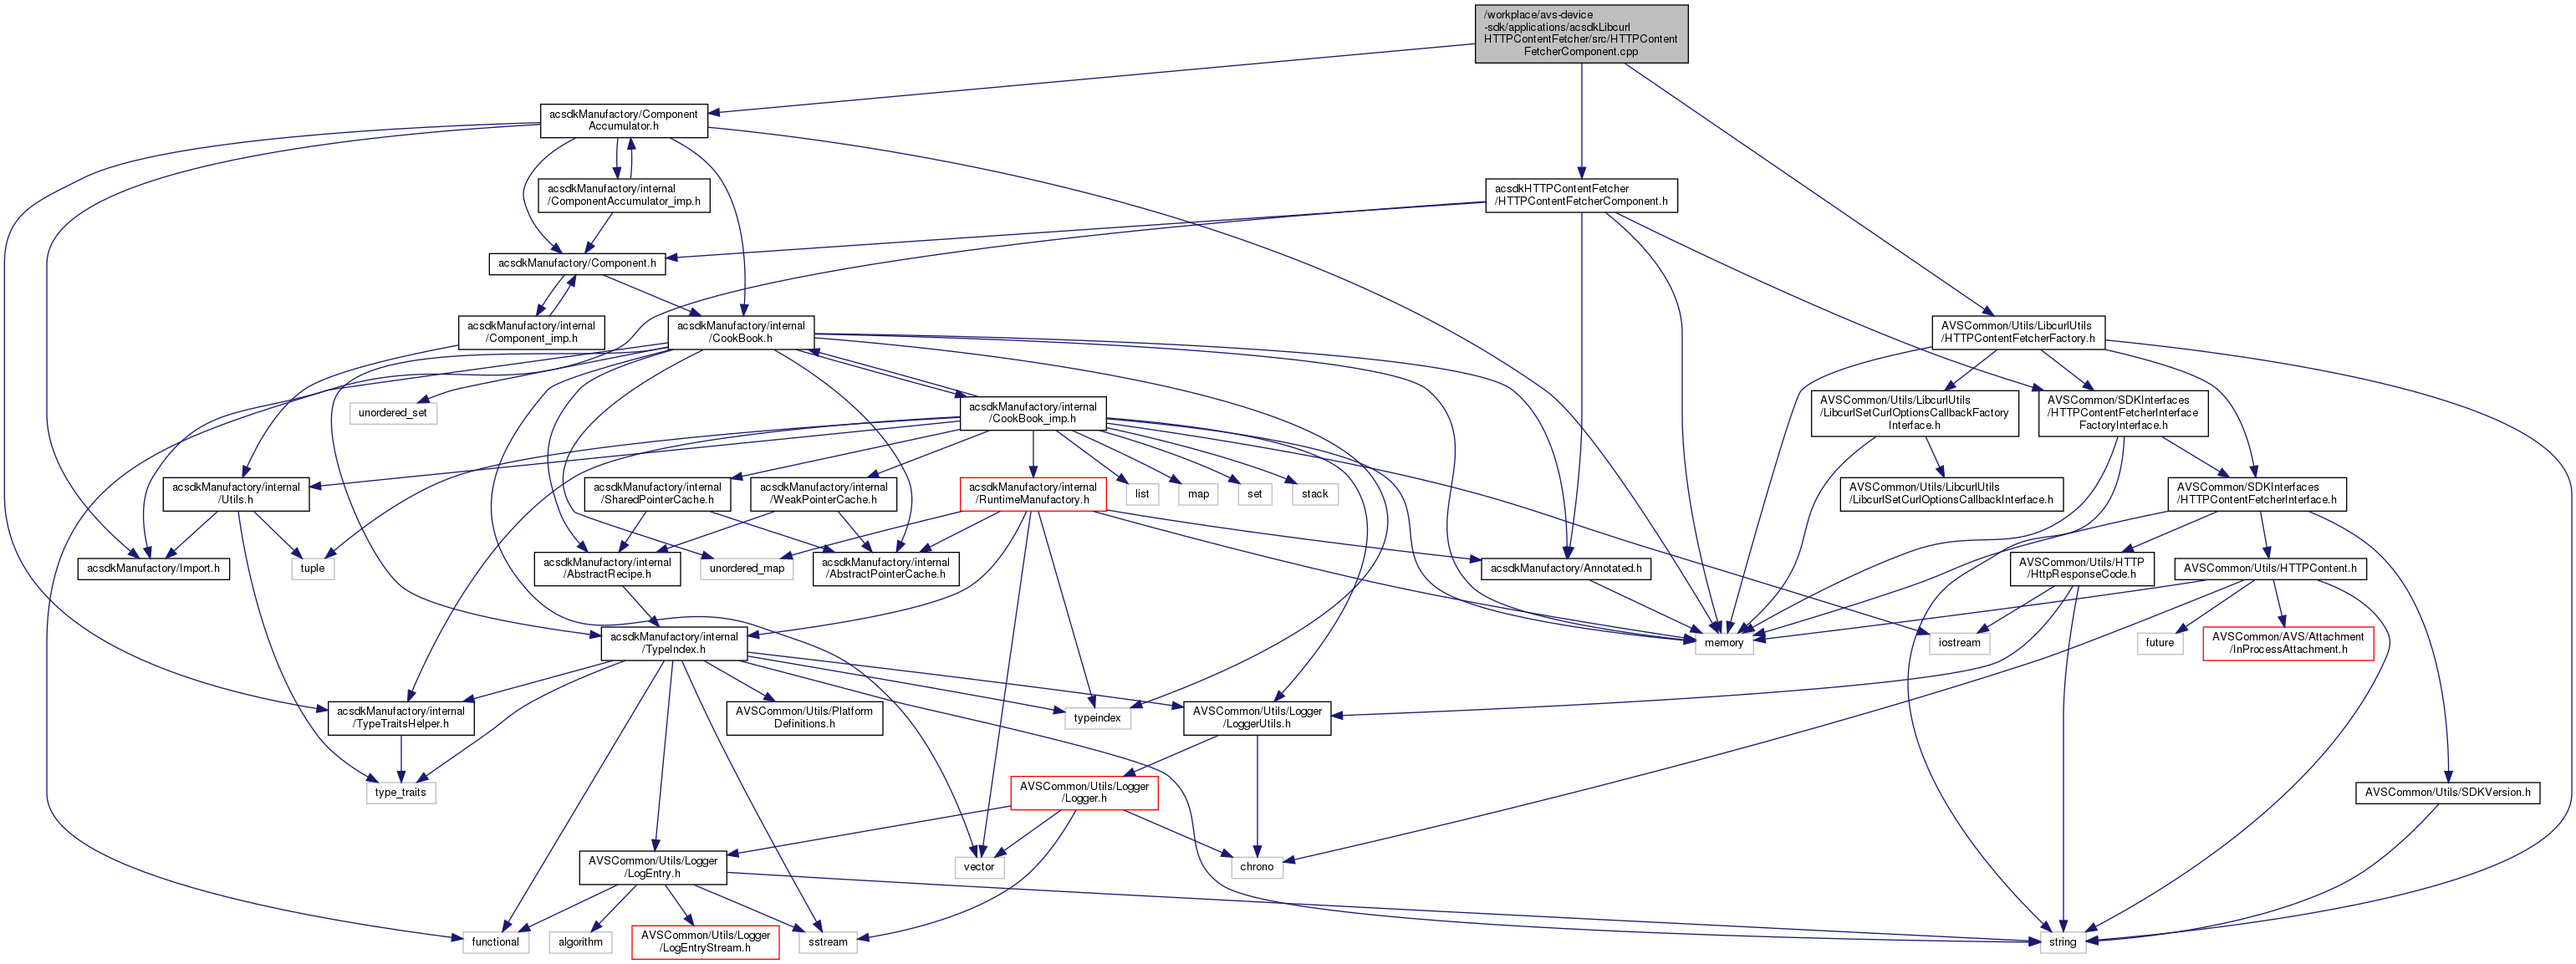 /workplace/avs-device
-sdk/applications/acsdkLibcurl
HTTPContentFetcher/src/HTTPContent
FetcherComponent.cpp
acsdkManufactory/Component
Accumulator.h
acsdkManufactory/internal
/ComponentAccumulator_imp.h
acsdkHTTPContentFetcher
/HTTPContentFetcherComponent.h
acsdkManufactory/Component.h
acsdkManufactory/internal
/Component_imp.h
acsdkManufactory/internal
/CookBook.h
AVSCommon/Utils/LibcurlUtils
/HTTPContentFetcherFactory.h
unordered_set
acsdkManufactory/internal
/CookBook_imp.h
AVSCommon/Utils/LibcurlUtils
/LibcurlSetCurlOptionsCallbackFactory
Interface.h
AVSCommon/SDKInterfaces
/HTTPContentFetcherInterface
FactoryInterface.h
acsdkManufactory/internal
/Utils.h
acsdkManufactory/internal
/SharedPointerCache.h
acsdkManufactory/internal
/WeakPointerCache.h
acsdkManufactory/internal
/RuntimeManufactory.h
list
map
set
stack
AVSCommon/Utils/LibcurlUtils
/LibcurlSetCurlOptionsCallbackInterface.h
AVSCommon/SDKInterfaces
/HTTPContentFetcherInterface.h
acsdkManufactory/Import.h
tuple
acsdkManufactory/internal
/AbstractRecipe.h
unordered_map
acsdkManufactory/internal
/AbstractPointerCache.h
acsdkManufactory/Annotated.h
AVSCommon/Utils/HTTP
/HttpResponseCode.h
AVSCommon/Utils/HTTPContent.h
acsdkManufactory/internal
/TypeIndex.h
memory
iostream
future
AVSCommon/AVS/Attachment
/InProcessAttachment.h
acsdkManufactory/internal
/TypeTraitsHelper.h
AVSCommon/Utils/Platform
Definitions.h
typeindex
AVSCommon/Utils/Logger
/LoggerUtils.h
type_traits
AVSCommon/Utils/Logger
/Logger.h
AVSCommon/Utils/SDKVersion.h
AVSCommon/Utils/Logger
/LogEntry.h
vector
chrono
functional
algorithm
AVSCommon/Utils/Logger
/LogEntryStream.h
sstream
string